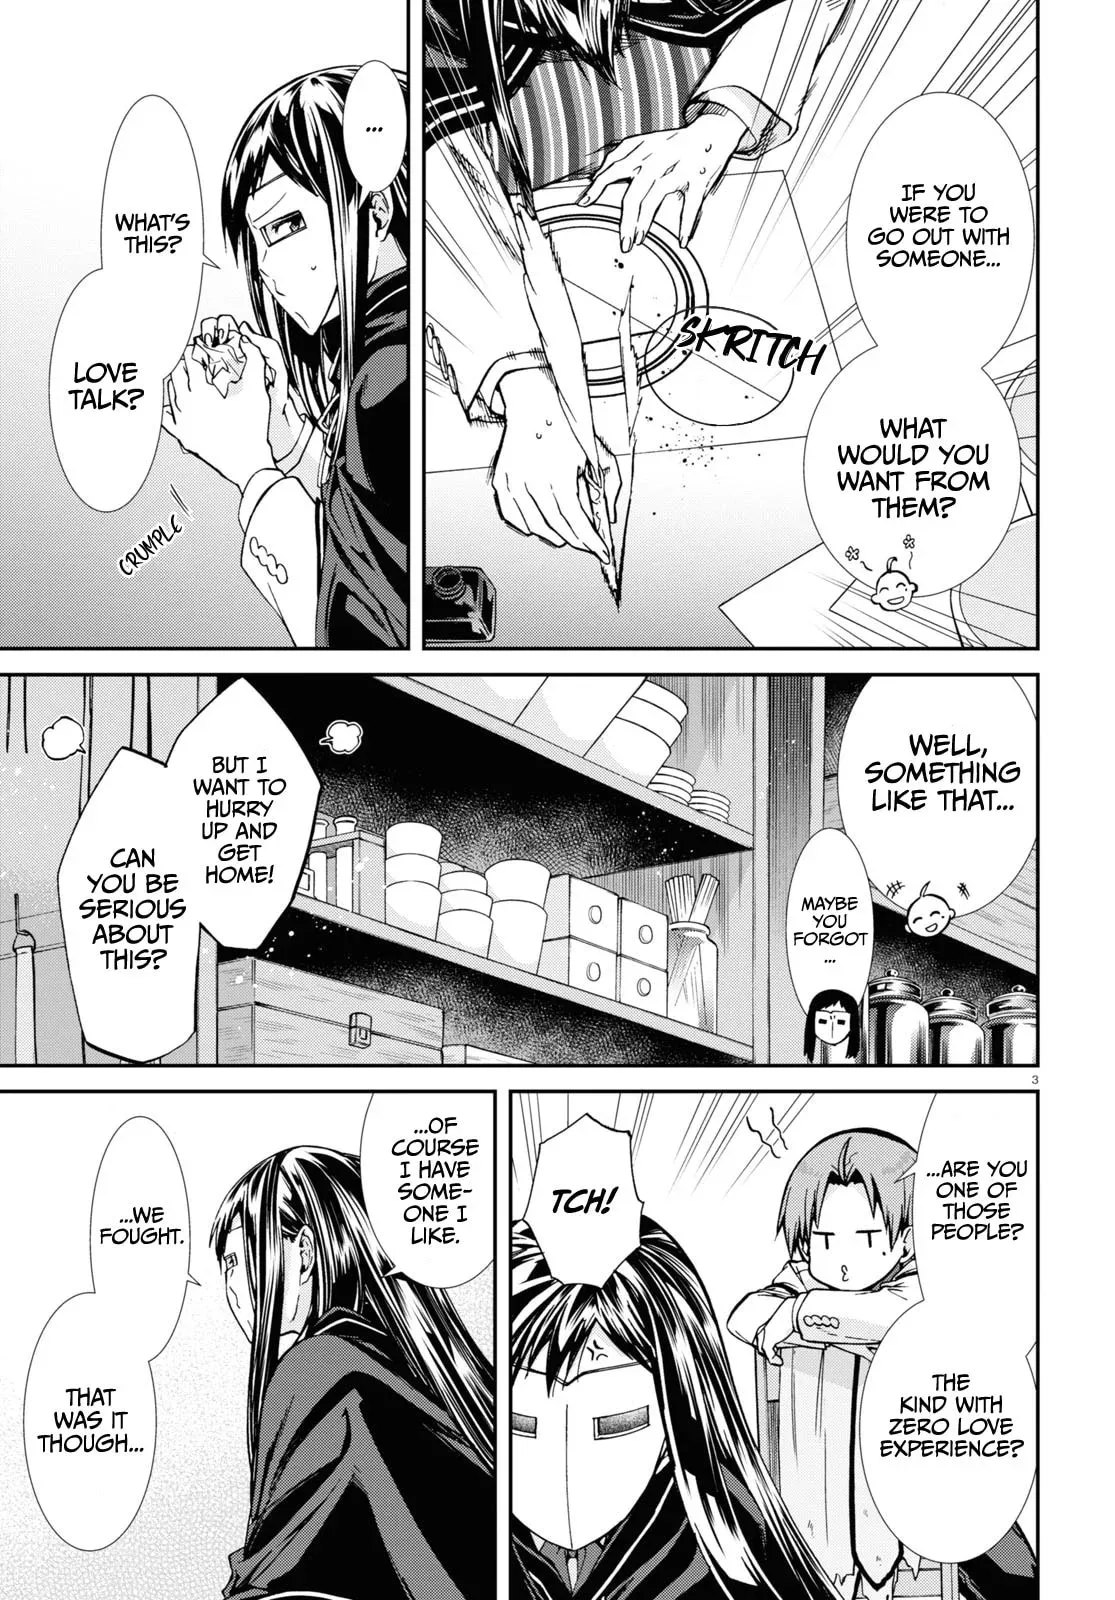 IF YOU
WERE TO
GO OUT WITH
SOMEONE...
WHAT
WOULD YOU
WANT FROM
THEM?
SKRITCH
...
WHAT'S
THIS?
LOVE
TALK?
CRUMPLE
WELL,
SOMETHING
LIKE THAT...
MAYBE
YOU
FORGOT
...
BUT I
WANT TO
HURRY
UP AND
GET
HOME!
CAN
YOU BE
SERIOUS
ABOUT
THIS?
3
...ARE YOU
ONE OF
THOSE
PEOPLE?
THE
KIND WITH
ZERO LOVE
EXPERIENCE?
TCH!
...OF
COURSE
I HAVE
SOME-
ONE I
LIKE.
...WE
FOUGHT.
THAT
WAS IT
THOUGH...